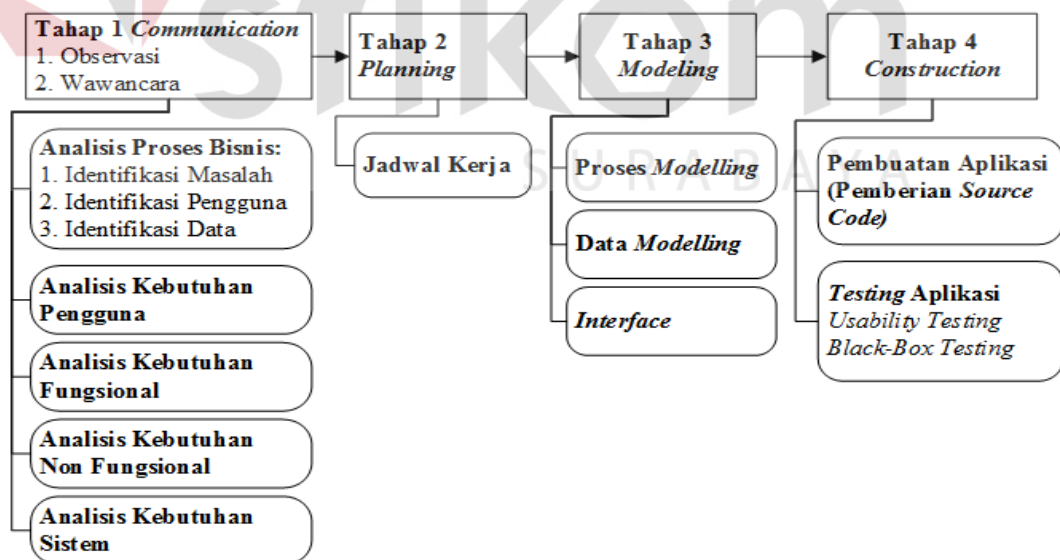 Tahap 1 Communication
1. Observasi
2. Wawancara
Tahap 2
Planning
Tahap 3
Modeling
Tahap 4
Construction
Analisis Proses Bisnis:
1. Identifikasi Masalah
2. Identifikasi Pengguna
3. Identifikasi Data
Analisis Kebutuhan
Pengguna
Analisis Kebutuhan
Fungsional
Analisis Kebutuhan
Non Fungsional
Analisis Kebutuhan
Sistem
Jadwal Kerja
Proses Modelling
Data Modelling
Interface
Pembuatan Aplikasi
(Pemberian Source
Code)
Testing Aplikasi
Usability Testing
Black-Box Testing
stikom
SURABAYA